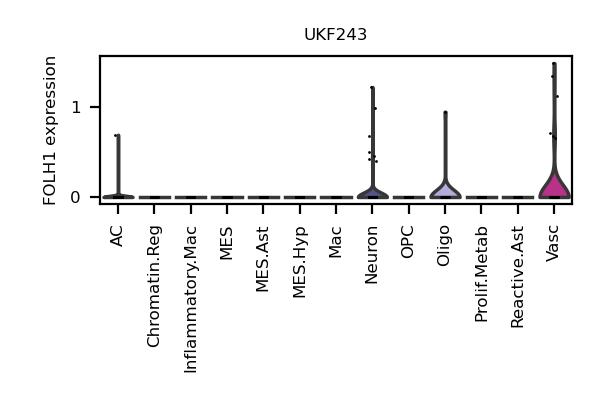 UKF243
FOLH1 expression
1
0
AC
Chromatin.Reg
Inflammatory.Mac
MES
MES.Ast
MES.Hyp
Mac
Neuron
OPC
Oligo
Prolif.Metab
Reactive.Ast
Vasc